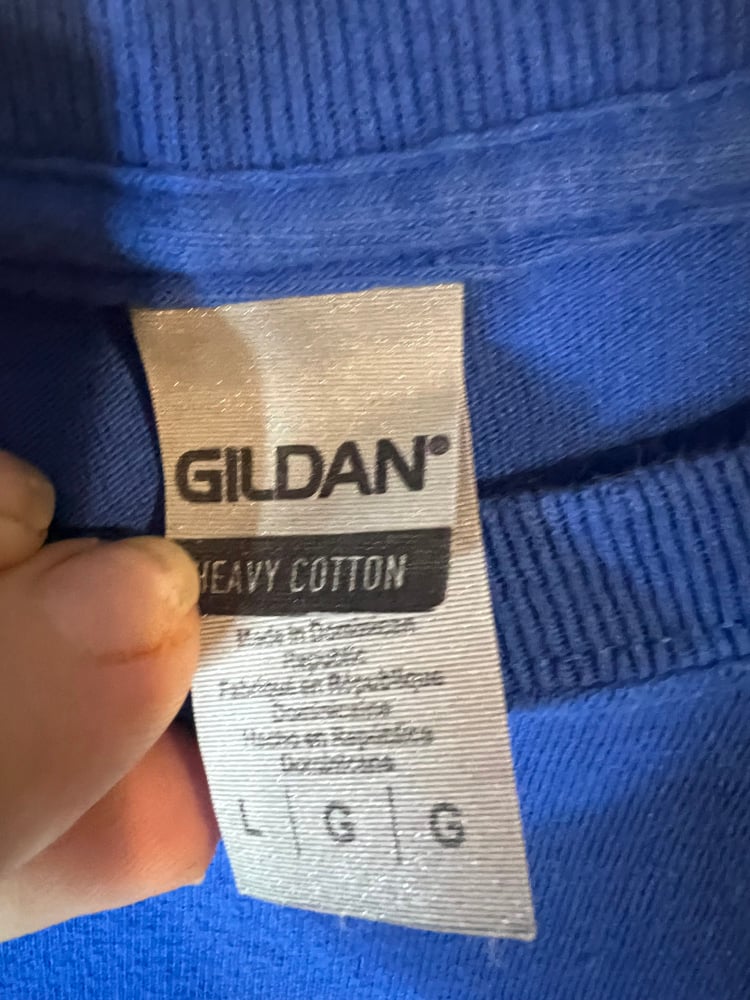 GILDAN®
HEAVY COTTON
Made in Dominican
Republic
Fabriqué en République
Dominicaine
Hecho en República
Dominicana
L | G | G